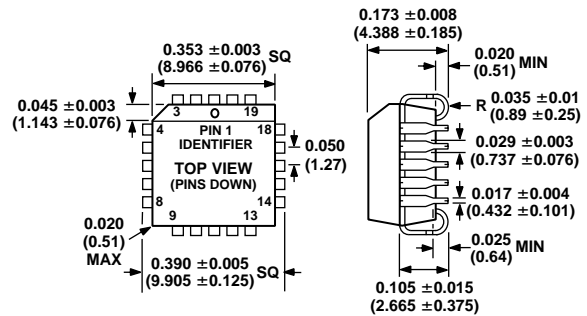 0.353 ±0.003 SQ
(8.966 ±0.076)
0.045 ±0.003
(1.143 ±0.076)
3
19
4
18
PIN 1
IDENTIFIER
TOP VIEW
(PINS DOWN)
0.050
(1.27)
8
14
9
13
0.020
(0.51)
MAX
0.390 ±0.005 SQ
(9.905 ±0.125)
0.173 ±0.008
(4.388 ±0.185)
0.020 MIN
(0.51)
R 0.035 ±0.01
(0.89 ±0.25)
0.029 ±0.003
(0.737 ±0.076)
0.017 ±0.004
(0.432 ±0.101)
0.025 MIN
(0.64)
0.105 ±0.015
(2.665 ±0.375)